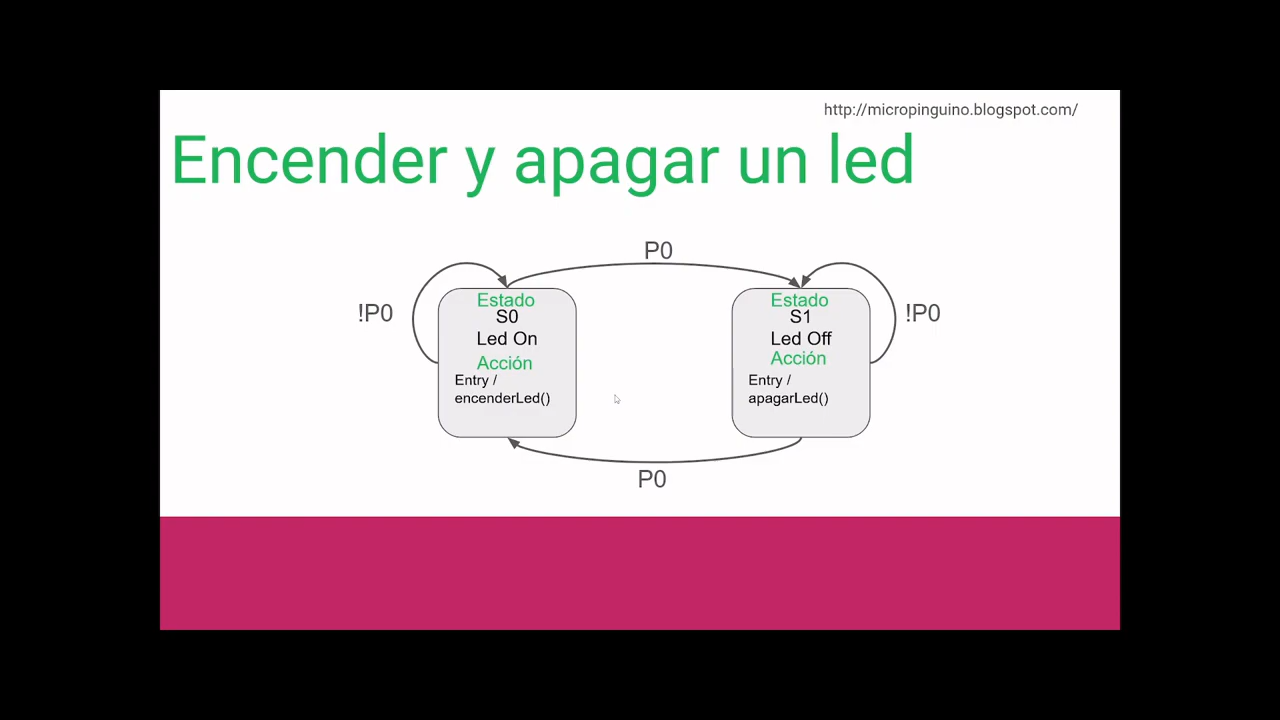 http://micropinguino.blogspot.com/
Encender y apagar un led
P0
!P0
Estado
S0
Led On
Acción
Entry /
encenderLed()
Estado
S1
Led Off
Acción
Entry /
apagarLed()
!P0
P0